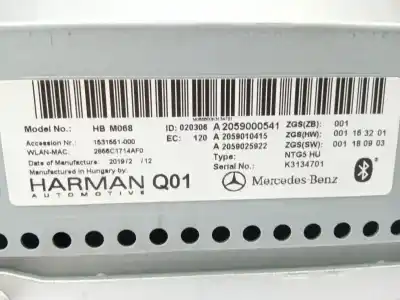 Model No.: HB M068 ID: 020306 A 2059000541 ZGS(ZB): 001
Accession Nr.: 1531551-000 EC: 120 A 2059010415 ZGS(HW): 001 15 32 01
WLAN-MAC: 2866C1714AF0 A 2059025922 ZGS(SW): 001 18 09 03
Date of Manufacture: 2019/2 /12 Type: NTG5 HU
Manufactured in Hungary by: Serial No.: K3134701
HARMAN Q01 Mercedes-Benz
AUTOMOTIVE